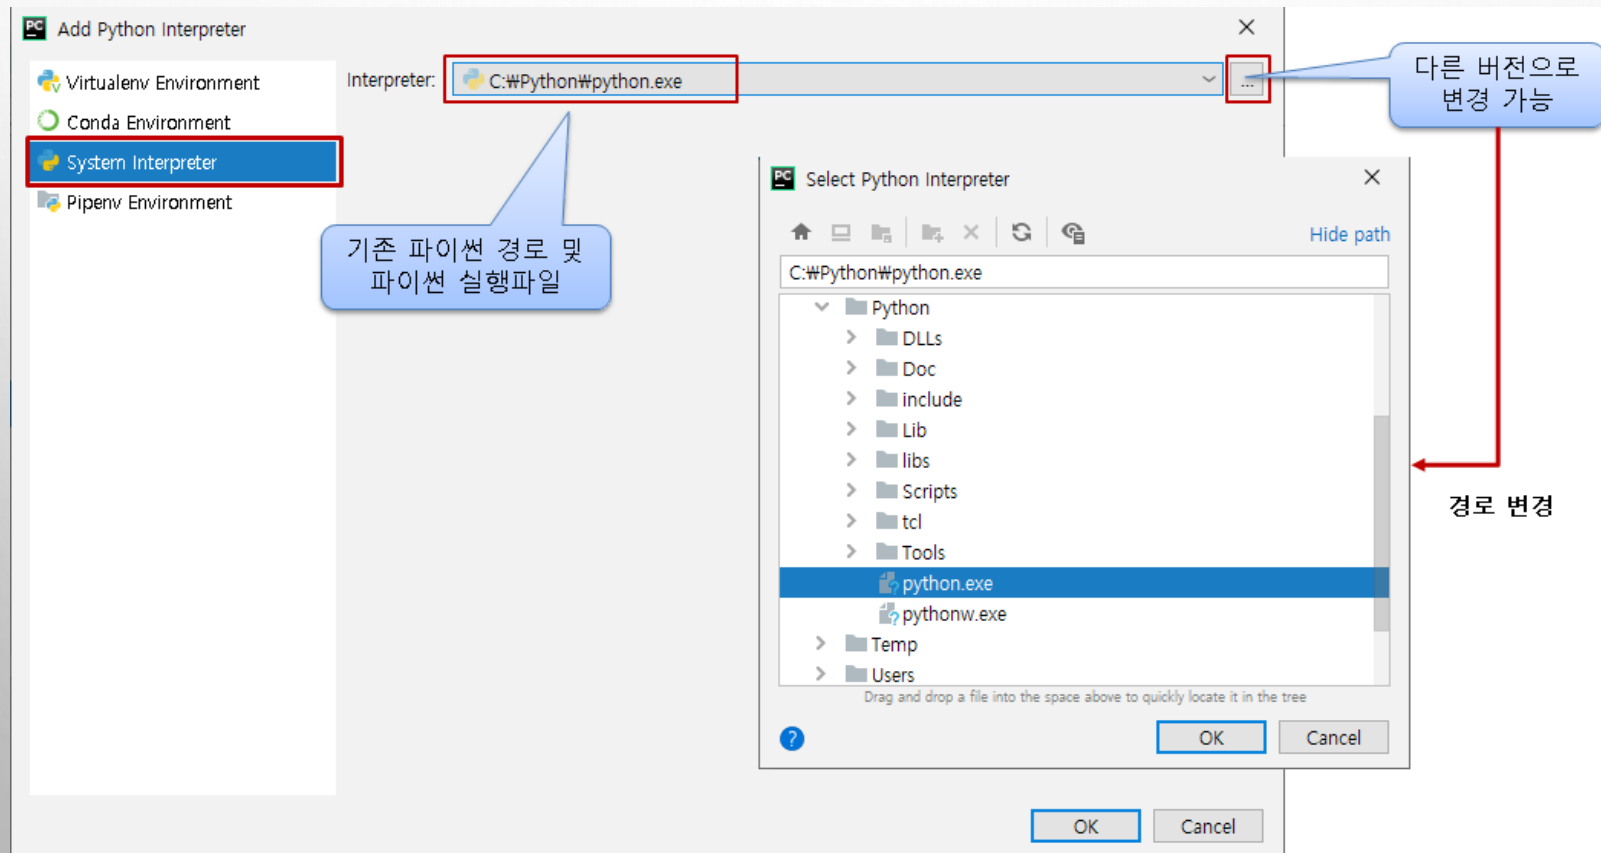 PC Add Python Interpreter
Virtualenv Environment
Conda Environment
System Interpreter
Pipenv Environment
Interpreter: C:₩Python₩python.exe
...
다른 버전으로
변경 가능
기존 파이썬 경로 및
파이썬 실행파일
PC Select Python Interpreter
Hide path
C:₩Python₩python.exe
Python
DLLs
Doc
include
Lib
libs
Scripts
tcl
Tools
python.exe
pythonw.exe
Temp
Users
Drag and drop a file into the space above to quickly locate it in the tree
? OK Cancel
경로 변경
OK Cancel